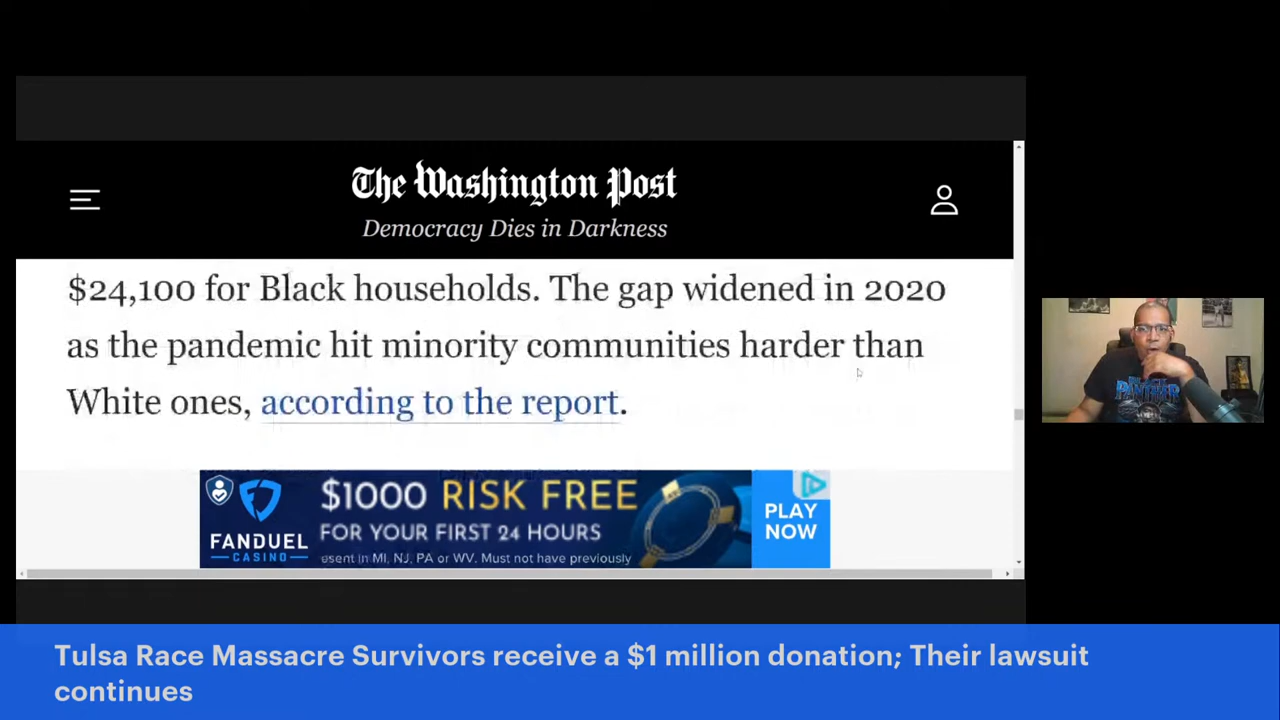 The Washington Post
Democracy Dies in Darkness
$24,100 for Black households. The gap widened in 2020
as the pandemic hit minority communities harder than
White ones, according to the report.
$1000 RISK FREE
FOR YOUR FIRST 24 HOURS
FANDUEL
CASINO
esent in MI, NJ, PA or WV. Must not have previously
PLAY
NOW
PANTHER
Tulsa Race Massacre Survivors receive a $1 million donation; Their lawsuit
continues